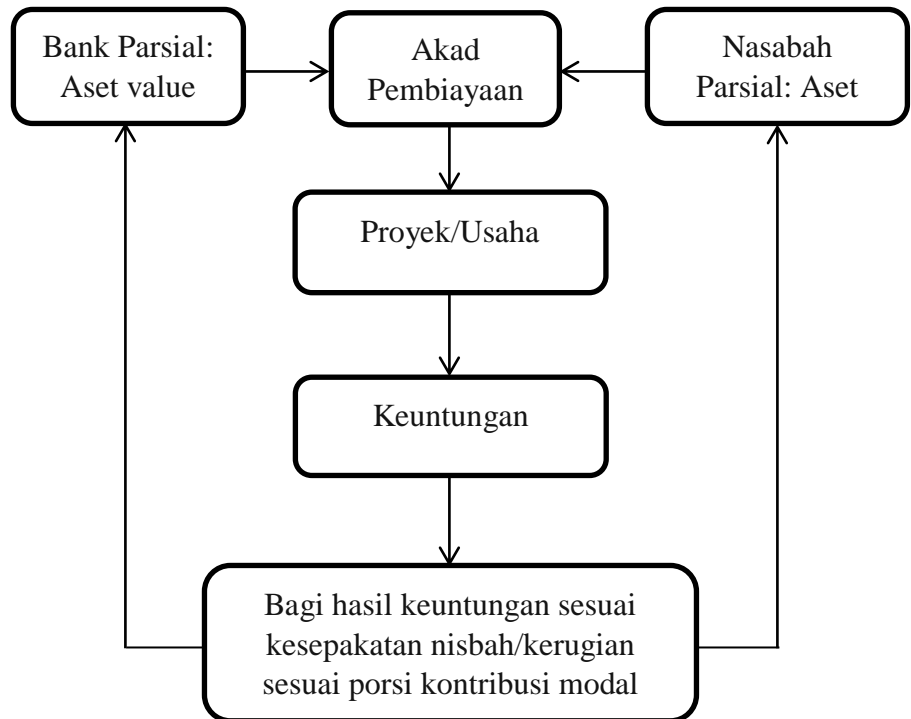 Bank Parsial:
Aset value
Akad
Pembiayaan
Nasabah
Parsial: Aset
Proyek/Usaha
Keuntungan
Bagi hasil keuntungan sesuai
kesepakatan nisbah/kerugian
sesuai porsi kontribusi modal